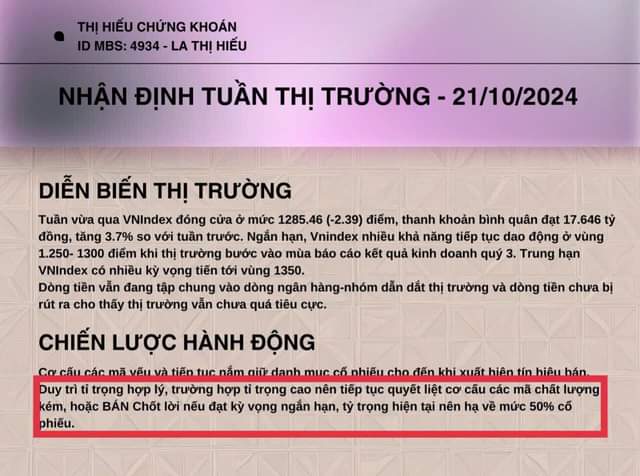 THỊ HIẾU CHỨNG KHOÁN
ID MBS: 4934 - LA THỊ HIẾU
NHẬN ĐỊNH TUẦN THỊ TRƯỜNG - 21/10/2024
DIỄN BIẾN THỊ TRƯỜNG
Tuần vừa qua VNIndex đóng cửa ở mức 1285.46 (-2.39) điểm, thanh khoản bình quân đạt 17.646 tỷ
đồng, tăng 3.7% so với tuần trước. Ngắn hạn, Vnindex nhiều khả năng tiếp tục dao động ở vùng
1.250- 1300 điểm khi thị trường bước vào mùa báo cáo kết quả kinh doanh quý 3. Trung hạn
VNIndex có nhiều kỳ vọng tiến tới vùng 1350.
Dòng tiền vẫn đang tập chung vào dòng ngân hàng-nhóm dẫn dắt thị trường và dòng tiền chưa bị
rút ra cho thấy thị trường vẫn chưa quá tiêu cực.
CHIẾN LƯỢC HÀNH ĐỘNG
Cơ cấu các mã yếu và tiếp tục nắm giữ danh mục cổ phiếu cho đến khi xuất hiện tín hiệu bán.
Duy trì tỉ trọng hợp lý, trường hợp tỉ trọng cao nên tiếp tục quyết liệt cơ cấu các mã chất lượng
kém, hoặc BÁN Chốt lời nếu đạt kỳ vọng ngắn hạn, tỷ trọng hiện tại nên hạ về mức 50% cổ
phiếu.